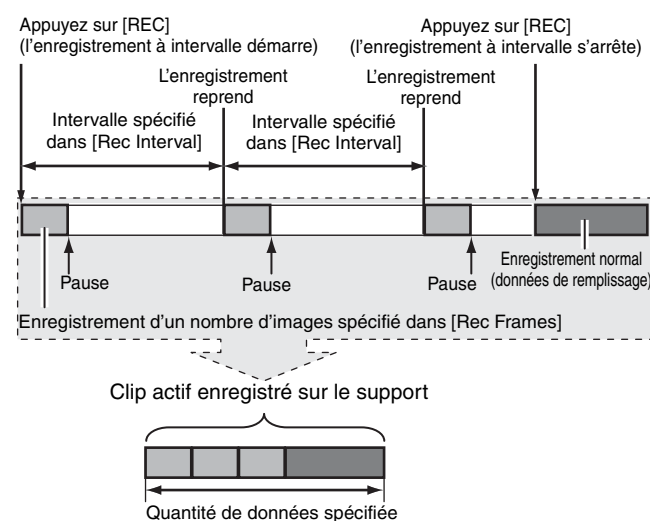 Appuyez sur [REC]
(l'enregistrement à intervalle démarre)
Appuyez sur [REC]
(l'enregistrement à intervalle s'arrête)
L'enregistrement
reprend
L'enregistrement
reprend
Intervalle spécifié
dans [Rec Interval]
Intervalle spécifié
dans [Rec Interval]
Pause
Pause
Pause
Enregistrement normal
(données de remplissage)
Enregistrement d'un nombre d'images spécifié dans [Rec Frames]
Clip actif enregistré sur le support
Quantité de données spécifiée